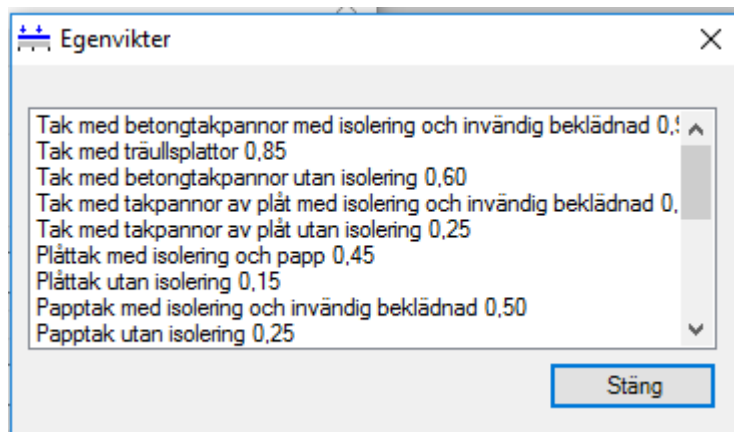 Egenvikter
Tak med betongtakpannor med isolering och invändig beklädnad 0,
Tak med träullsplattor 0,85
Tak med betongtakpannor utan isolering 0,60
Tak med takpannor av plåt med isolering och invändig beklädnad 0,
Tak med takpannor av plåt utan isolering 0,25
Plåttak med isolering och papp 0,45
Plåttak utan isolering 0,15
Papptak med isolering och invändig beklädnad 0,50
Papptak utan isolering 0,25
Stäng